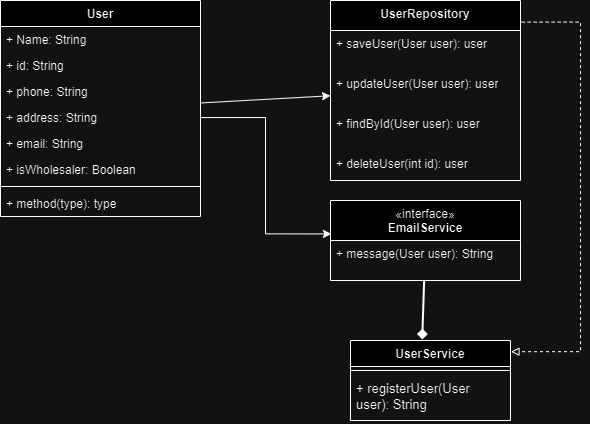 User
+ Name: String
+ id: String
+ phone: String
+ address: String
+ email: String
+ isWholesaler: Boolean
+ method(type): type
UserRepository
+ saveUser(User user): user
+ updateUser(User user): user
+ findById(User user): user
+ deleteUser(int id): user
«interface»
EmailService
+ message(User user): String
UserService
+ registerUser(User
user): String